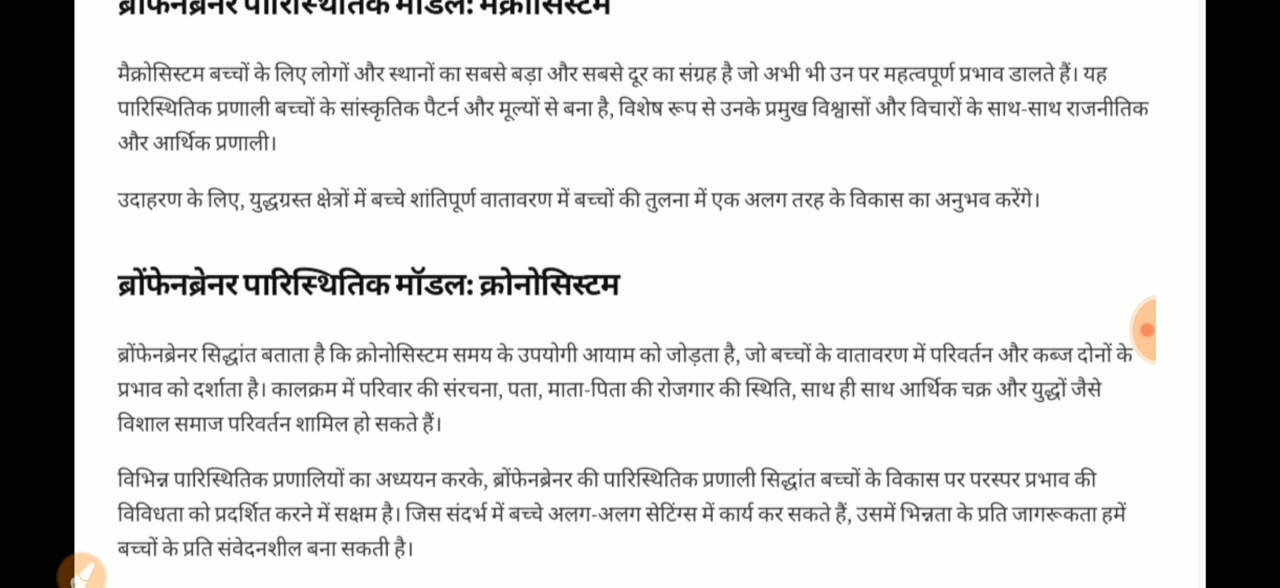 ब्रोंफेनब्रेनर पारिस्थितिक मॉडल: मैक्रोसिस्टम
मैक्रोसिस्टम बच्चों के लिए लोगों और स्थानों का सबसे बड़ा और सबसे दूर का संग्रह है जो अभी भी उन पर महत्वपूर्ण प्रभाव डालते हैं। यह
पारिस्थितिक प्रणाली बच्चों के सांस्कृतिक पैटर्न और मूल्यों से बना है, विशेष रूप से उनके प्रमुख विश्वासों और विचारों के साथ-साथ राजनीतिक
और आर्थिक प्रणाली।
उदाहरण के लिए, युद्धग्रस्त क्षेत्रों में बच्चे शांतिपूर्ण वातावरण में बच्चों की तुलना में एक अलग तरह के विकास का अनुभव करेंगे।
ब्रोंफेनब्रेनर पारिस्थितिक मॉडल: क्रोनोसिस्टम
ब्रोंफेनब्रेनर सिद्धांत बताता है कि क्रोनोसिस्टम समय के उपयोगी आयाम को जोड़ता है, जो बच्चों के वातावरण में परिवर्तन और कब्ज दोनों के
प्रभाव को दर्शाता है। कालक्रम में परिवार की संरचना, पता, माता-पिता की रोजगार की स्थिति, साथ ही साथ आर्थिक चक्र और युद्धों जैसे
विशाल समाज परिवर्तन शामिल हो सकते हैं।
विभिन्न पारिस्थितिक प्रणालियों का अध्ययन करके, ब्रोंफेनब्रेनर की पारिस्थितिक प्रणाली सिद्धांत बच्चों के विकास पर परस्पर प्रभाव की
विविधता को प्रदर्शित करने में सक्षम है। जिस संदर्भ में बच्चे अलग-अलग सेटिंग्स में कार्य कर सकते हैं, उसमें भिन्नता के प्रति जागरूकता हमें
बच्चों के प्रति संवेदनशील बना सकती है।